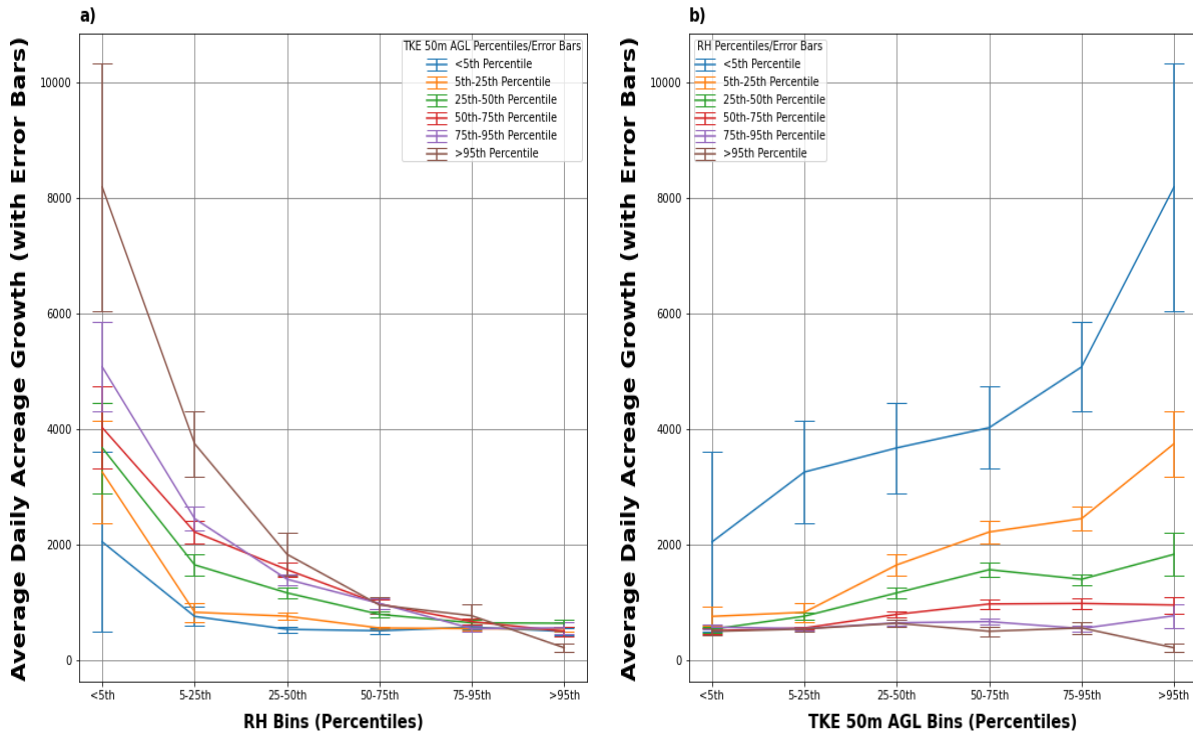 a)
Average Daily Acreage Growth (with Error Bars)
10000
8000
6000
4000
2000
0
TKE 50m AGL Percentiles/Error Bars
<5th Percentile
5th-25th Percentile
25th-50th Percentile
50th-75th Percentile
75th-95th Percentile
>95th Percentile
<5th
5-25th
25-50th
50-75th
75-95th
>95th
RH Bins (Percentiles)
b)
Average Daily Acreage Growth (with Error Bars)
10000
8000
6000
4000
2000
0
RH Percentiles/Error Bars
<5th Percentile
5th-25th Percentile
25th-50th Percentile
50th-75th Percentile
75th-95th Percentile
>95th Percentile
<5th
5-25th
25-50th
50-75th
75-95th
>95th
TKE 50m AGL Bins (Percentiles)